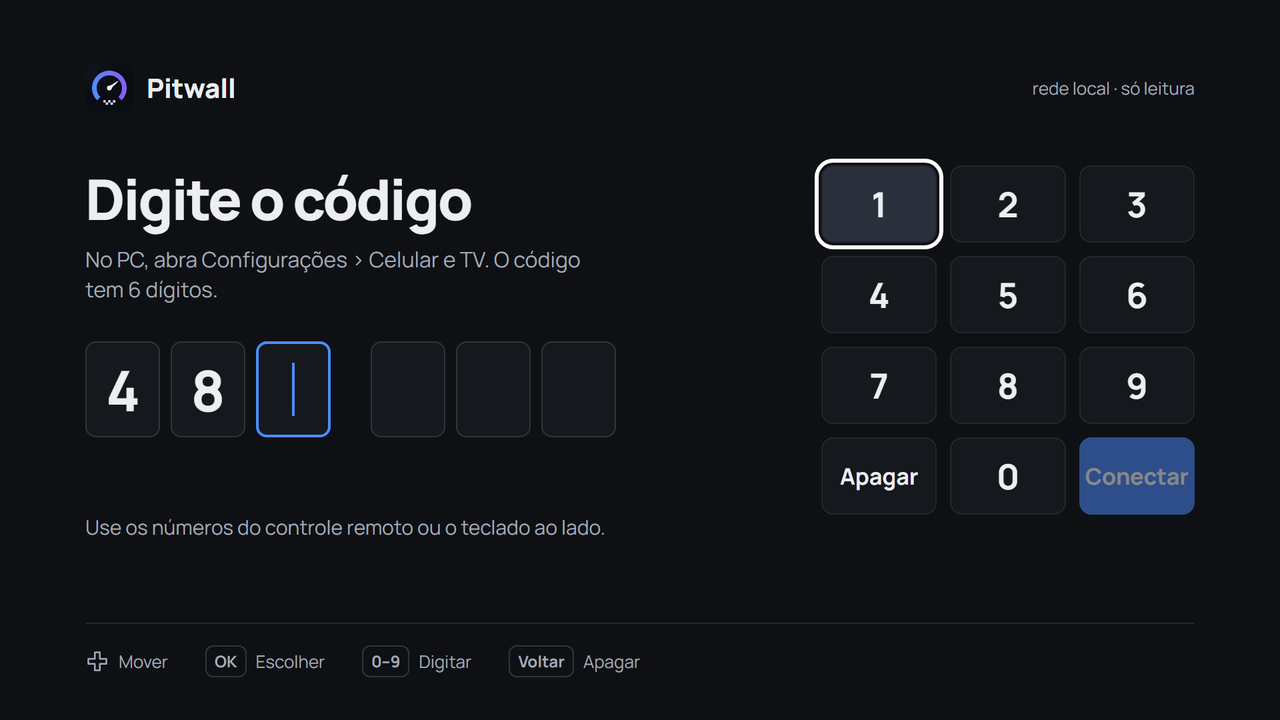 Pitwall
rede local · só leitura
Digite o código
No PC, abra Configurações > Celular e TV. O código
tem 6 dígitos.
4 8
Use os números do controle remoto ou o teclado ao lado.
1 2 3
4 5 6
7 8 9
Apagar 0 Conectar
Mover OK Escolher 0–9 Digitar Voltar Apagar